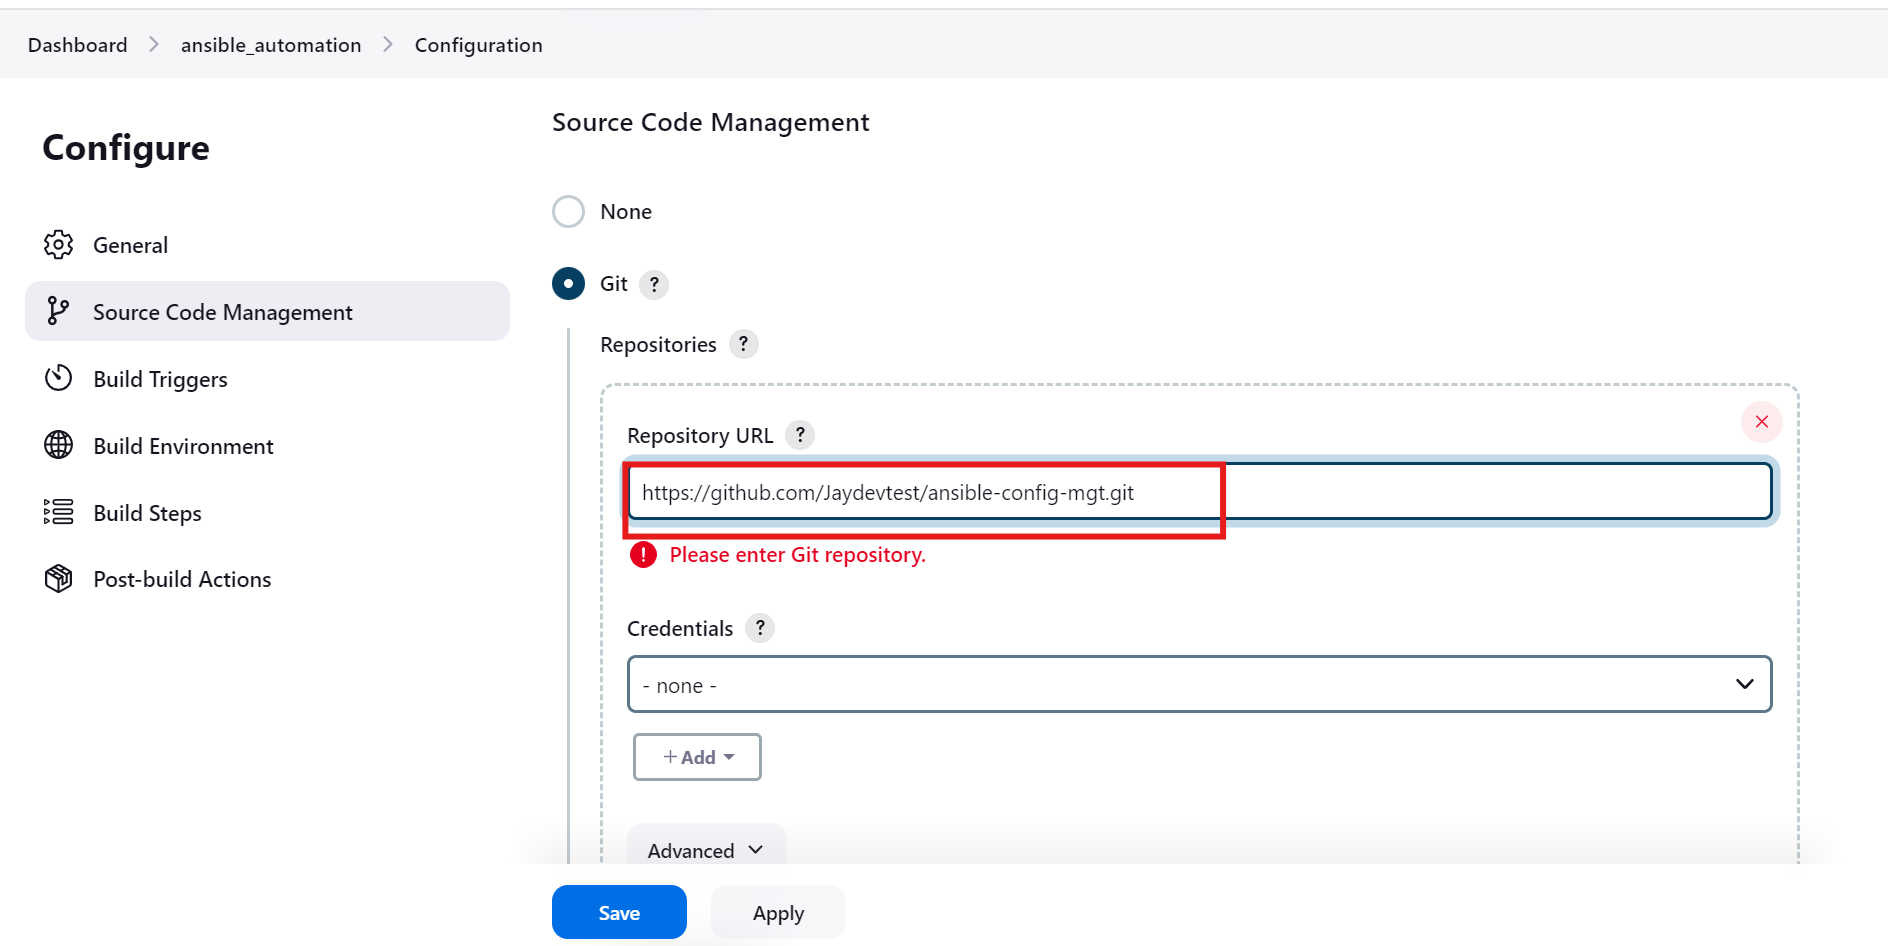 Dashboard > ansible_automation > Configuration
Configure
General
Source Code Management
Build Triggers
Build Environment
Build Steps
Post-build Actions
Source Code Management
None
Git ?
Repositories ?
Repository URL ?
https://github.com/Jaydevtest/ansible-config-mgt.git
! Please enter Git repository.
Credentials ?
- none -
+ Add
Advanced
Save Apply